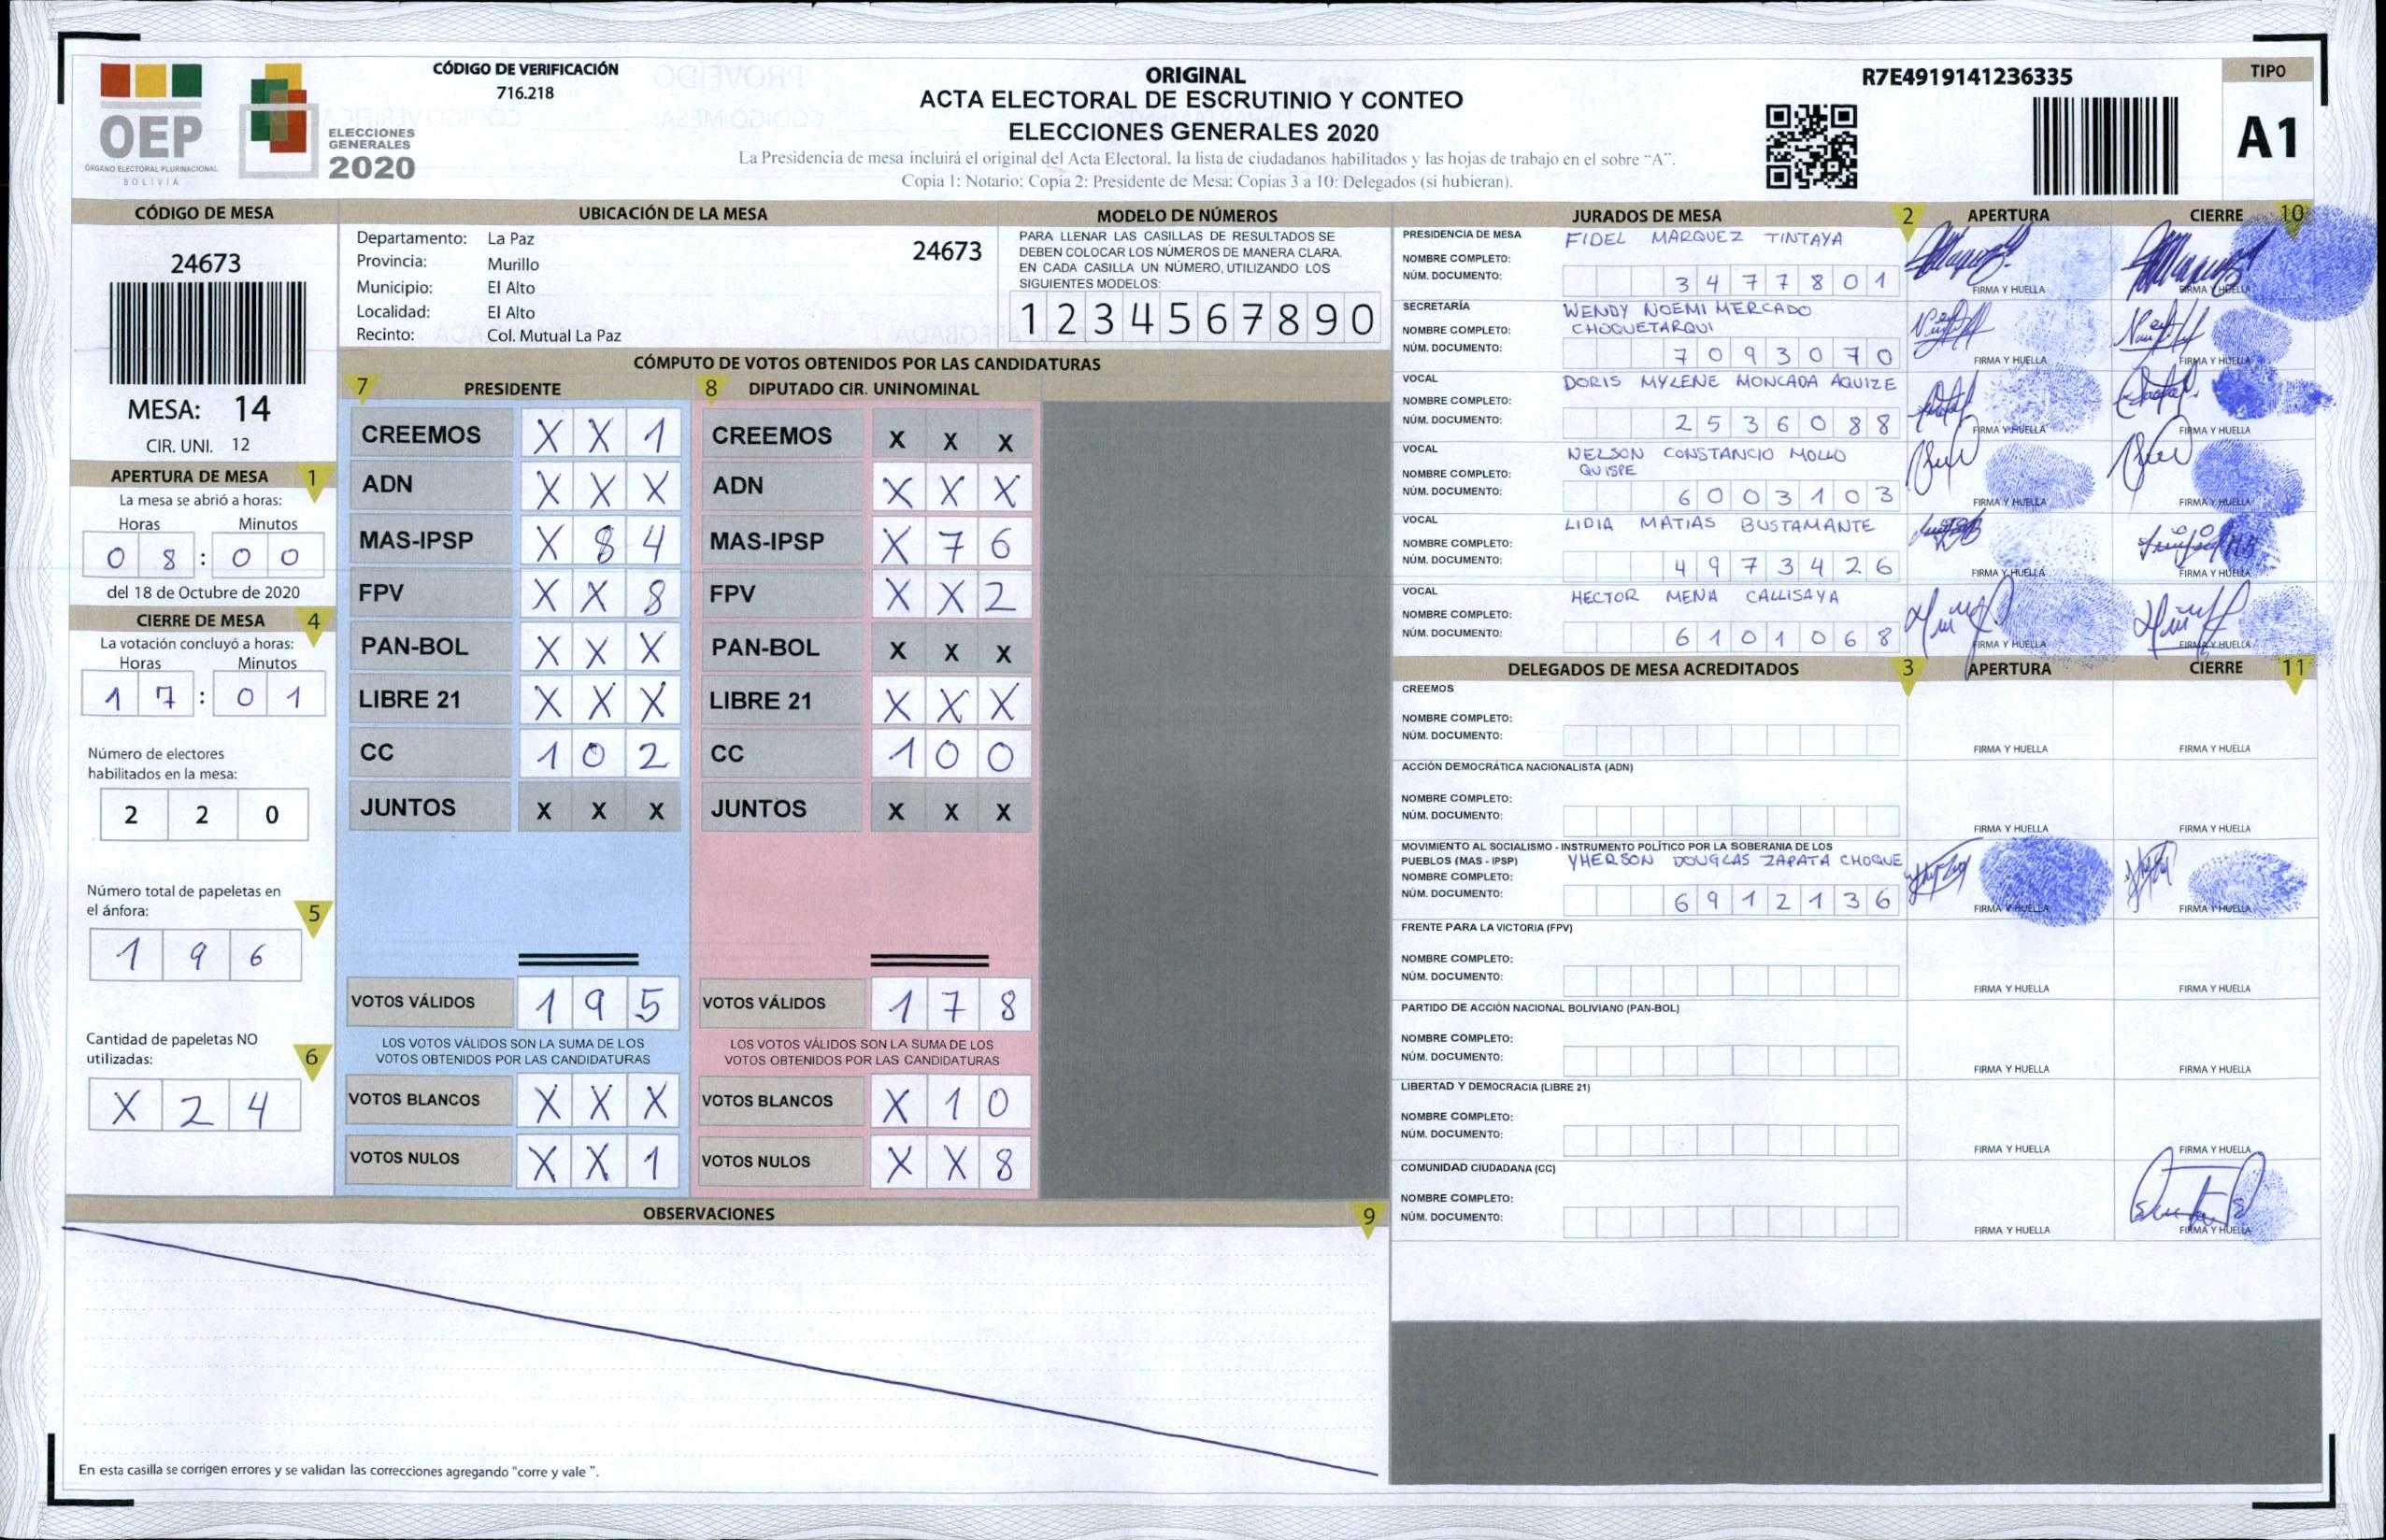 OEP
ÓRGANO ELECTORAL PLURINACIONAL
BOLIVIA
ELECCIONES
GENERALES
2020
CÓDIGO DE VERIFICACIÓN
716.218
ORIGINAL
ACTA ELECTORAL DE ESCRUTINIO Y CONTEO
ELECCIONES GENERALES 2020
La Presidencia de mesa incluirá el original del Acta Electoral, la lista de ciudadanos habilitados y las hojas de trabajo en el sobre "A".
Copia 1: Notario; Copia 2: Presidente de Mesa; Copias 3 a 10: Delegados (si hubieran).
R7E4919141236335
TIPO
A1
CÓDIGO DE MESA
24673
MESA: 14
CIR. UNI. 12
APERTURA DE MESA 1
La mesa se abrió a horas:
Horas Minutos
0 8 : 0 0
del 18 de Octubre de 2020
CIERRE DE MESA 4
La votación concluyó a horas:
Horas Minutos
1 7 : 0 1
Número de electores
habilitados en la mesa:
2 2 0
Número total de papeletas en
el ánfora: 5
1 9 6
Cantidad de papeletas NO
utilizadas: 6
X 2 4
UBICACIÓN DE LA MESA
Departamento: La Paz 24673
Provincia: Murillo
Municipio: El Alto
Localidad: El Alto
Recinto: Col. Mutual La Paz
MODELO DE NÚMEROS
PARA LLENAR LAS CASILLAS DE RESULTADOS SE
DEBEN COLOCAR LOS NÚMEROS DE MANERA CLARA.
EN CADA CASILLA UN NÚMERO, UTILIZANDO LOS
SIGUIENTES MODELOS:
1 2 3 4 5 6 7 8 9 0
CÓMPUTO DE VOTOS OBTENIDOS POR LAS CANDIDATURAS
7 PRESIDENTE 8 DIPUTADO CIR. UNINOMINAL
CREEMOS X X 1 CREEMOS X X X
ADN X X X ADN X X X
MAS-IPSP X 8 4 MAS-IPSP X 7 6
FPV X X 8 FPV X X 2
PAN-BOL X X X PAN-BOL X X X
LIBRE 21 X X X LIBRE 21 X X X
CC 1 0 2 CC 1 0 0
JUNTOS X X X JUNTOS X X X
VOTOS VÁLIDOS 1 9 5 VOTOS VÁLIDOS 1 7 8
LOS VOTOS VÁLIDOS SON LA SUMA DE LOS LOS VOTOS VÁLIDOS SON LA SUMA DE LOS
VOTOS OBTENIDOS POR LAS CANDIDATURAS VOTOS OBTENIDOS POR LAS CANDIDATURAS
VOTOS BLANCOS X X X VOTOS BLANCOS X 1 0
VOTOS NULOS X X 1 VOTOS NULOS X X 8
OBSERVACIONES 9
En esta casilla se corrigen errores y se validan las correcciones agregando "corre y vale ".
JURADOS DE MESA 2 APERTURA CIERRE 10
PRESIDENCIA DE MESA FIDEL MARQUEZ TINTAYA
NOMBRE COMPLETO:
NÚM. DOCUMENTO: 3 4 7 7 8 0 1 FIRMA Y HUELLA FIRMA Y HUELLA
SECRETARÍA WENDY NOEMI MERCADO
NOMBRE COMPLETO: CHOQUETARQUI
NÚM. DOCUMENTO: 7 0 9 3 0 7 0 FIRMA Y HUELLA FIRMA Y HUELLA
VOCAL DORIS MYLENE MONCADA AQUIZE
NOMBRE COMPLETO:
NÚM. DOCUMENTO: 2 5 3 6 0 8 8 FIRMA Y HUELLA FIRMA Y HUELLA
VOCAL NELSON CONSTANCIO MOLLO
NOMBRE COMPLETO: QUISPE
NÚM. DOCUMENTO: 6 0 0 3 1 0 3 FIRMA Y HUELLA FIRMA Y HUELLA
VOCAL LIDIA MATIAS BUSTAMANTE
NOMBRE COMPLETO:
NÚM. DOCUMENTO: 4 9 7 3 4 2 6 FIRMA Y HUELLA FIRMA Y HUELLA
VOCAL HECTOR MENA CALLISAYA
NOMBRE COMPLETO:
NÚM. DOCUMENTO: 6 1 0 1 0 6 8 FIRMA Y HUELLA FIRMA Y HUELLA
DELEGADOS DE MESA ACREDITADOS 3 APERTURA CIERRE 11
CREEMOS
NOMBRE COMPLETO:
NÚM. DOCUMENTO: FIRMA Y HUELLA FIRMA Y HUELLA
ACCIÓN DEMOCRÁTICA NACIONALISTA (ADN)
NOMBRE COMPLETO:
NÚM. DOCUMENTO: FIRMA Y HUELLA FIRMA Y HUELLA
MOVIMIENTO AL SOCIALISMO - INSTRUMENTO POLÍTICO POR LA SOBERANIA DE LOS
PUEBLOS (MAS - IPSP) YHERSON DOUGLAS ZAPATA CHOQUE
NOMBRE COMPLETO:
NÚM. DOCUMENTO: 6 9 1 2 1 3 6 FIRMA Y HUELLA FIRMA Y HUELLA
FRENTE PARA LA VICTORIA (FPV)
NOMBRE COMPLETO:
NÚM. DOCUMENTO: FIRMA Y HUELLA FIRMA Y HUELLA
PARTIDO DE ACCIÓN NACIONAL BOLIVIANO (PAN-BOL)
NOMBRE COMPLETO:
NÚM. DOCUMENTO: FIRMA Y HUELLA FIRMA Y HUELLA
LIBERTAD Y DEMOCRACIA (LIBRE 21)
NOMBRE COMPLETO:
NÚM. DOCUMENTO: FIRMA Y HUELLA FIRMA Y HUELLA
COMUNIDAD CIUDADANA (CC)
NOMBRE COMPLETO:
NÚM. DOCUMENTO: FIRMA Y HUELLA FIRMA Y HUELLA